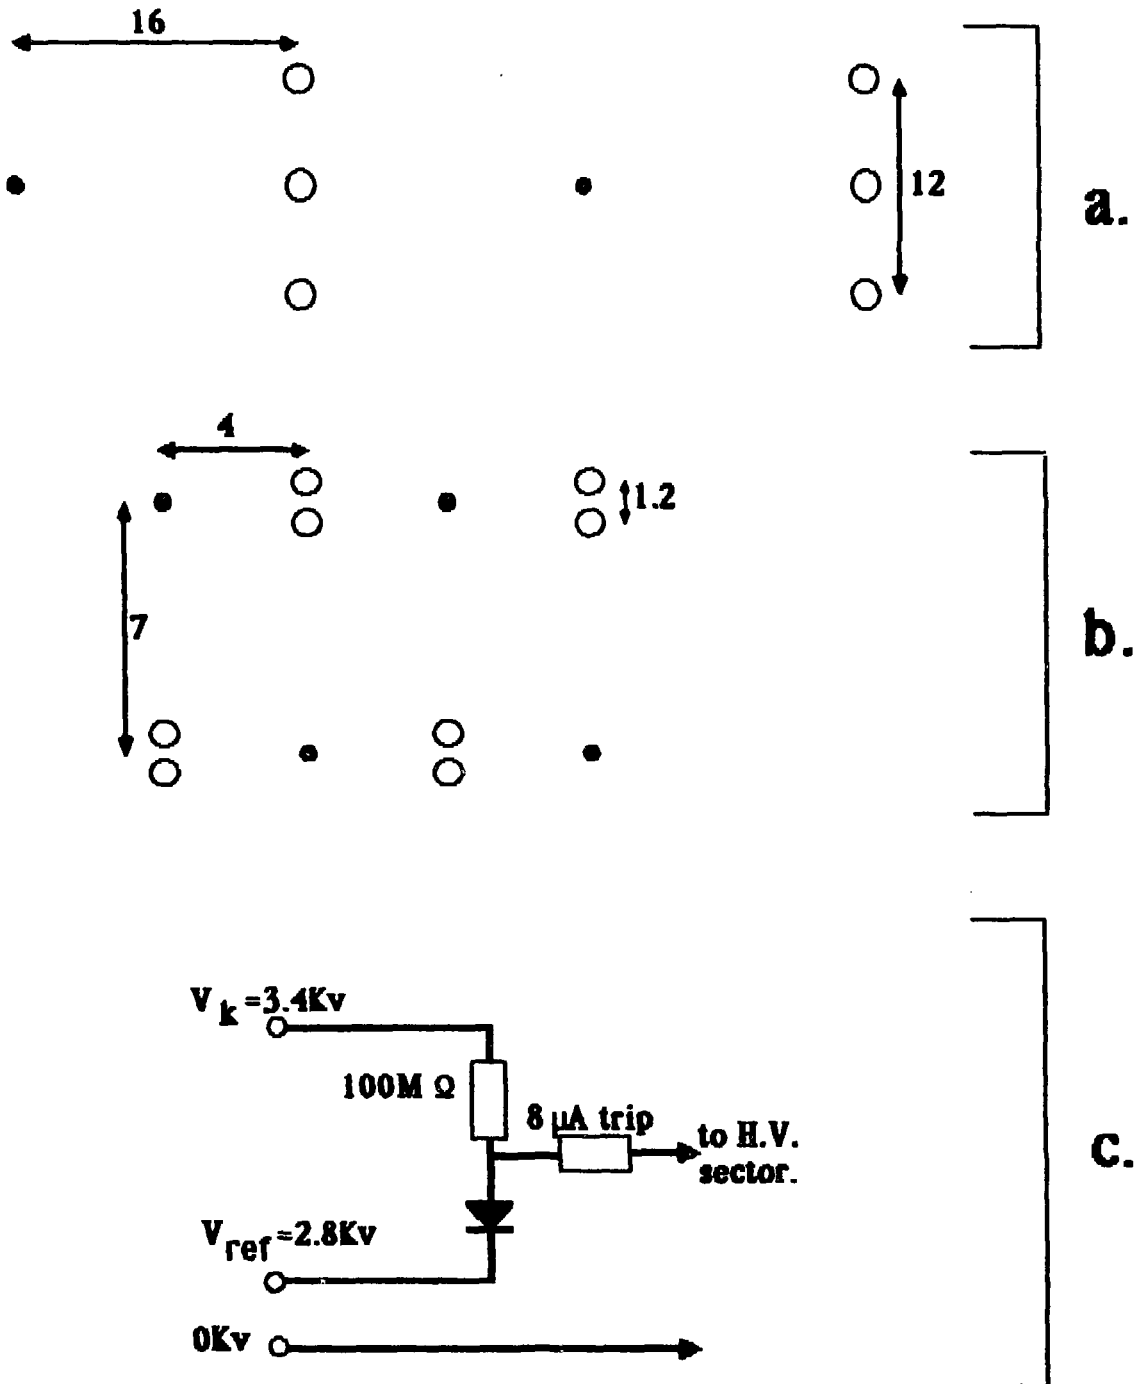 16
12
a.
4
1.2
7
b.
V k =3.4Kv
100M Ω
8 µA trip
to H.V.
sector.
c.
V ref =2.8Kv
0Kv